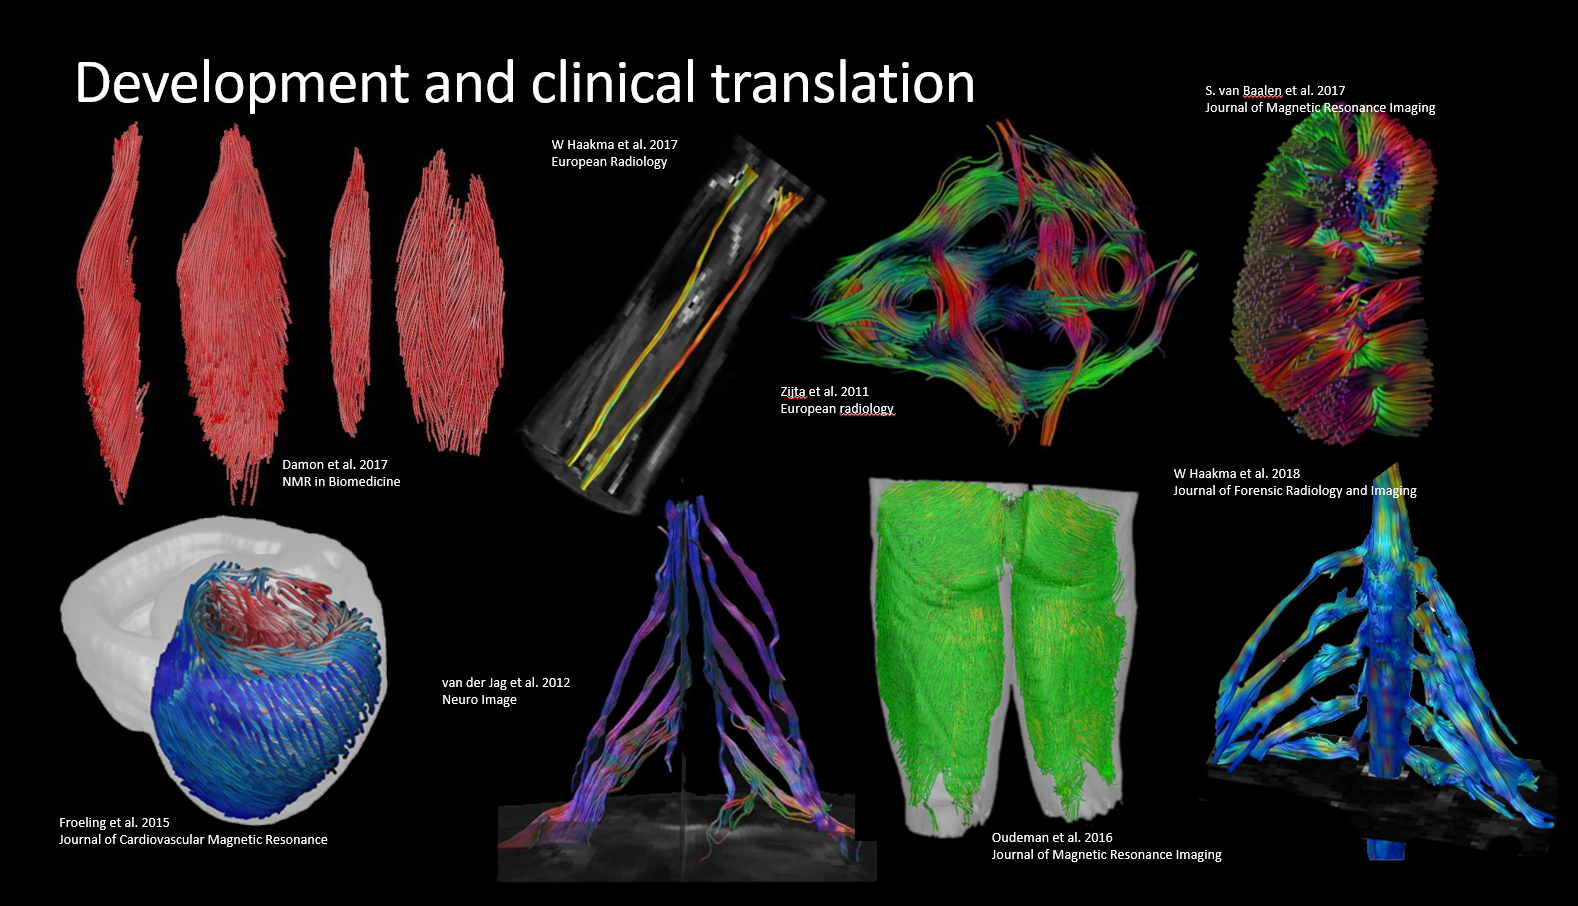 Development and clinical translation
S. van Baalen et al. 2017
Journal of Magnetic Resonance Imaging
W Haakma et al. 2017
European Radiology
Zijta et al. 2011
European radiology
Damon et al. 2017
NMR in Biomedicine
W Haakma et al. 2018
Journal of Forensic Radiology and Imaging
van der Jag et al. 2012
Neuro Image
Froeling et al. 2015
Journal of Cardiovascular Magnetic Resonance
Oudeman et al. 2016
Journal of Magnetic Resonance Imaging